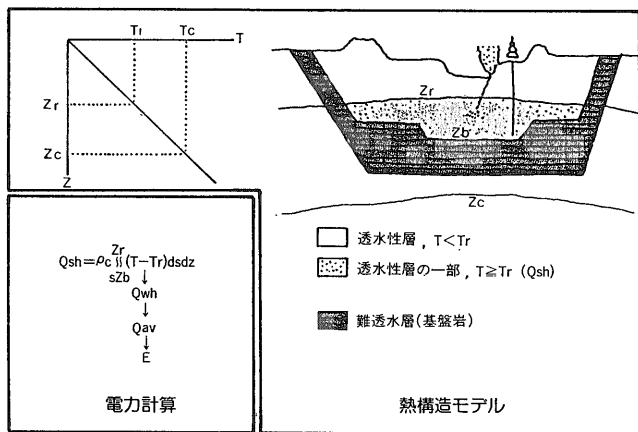 Tr
Tc
T
Zr
Zc
Z
Zr
Zb
Zc
Zr
Qsh=ρc∬(T−Tr)dsdz
sZb
↓
Qwh
↓
Qav
↓
E
電力計算
透水性層，T<Tr
透水性層の一部，T≧Tr (Qsh)
難透水層(基盤岩)
熱構造モデル